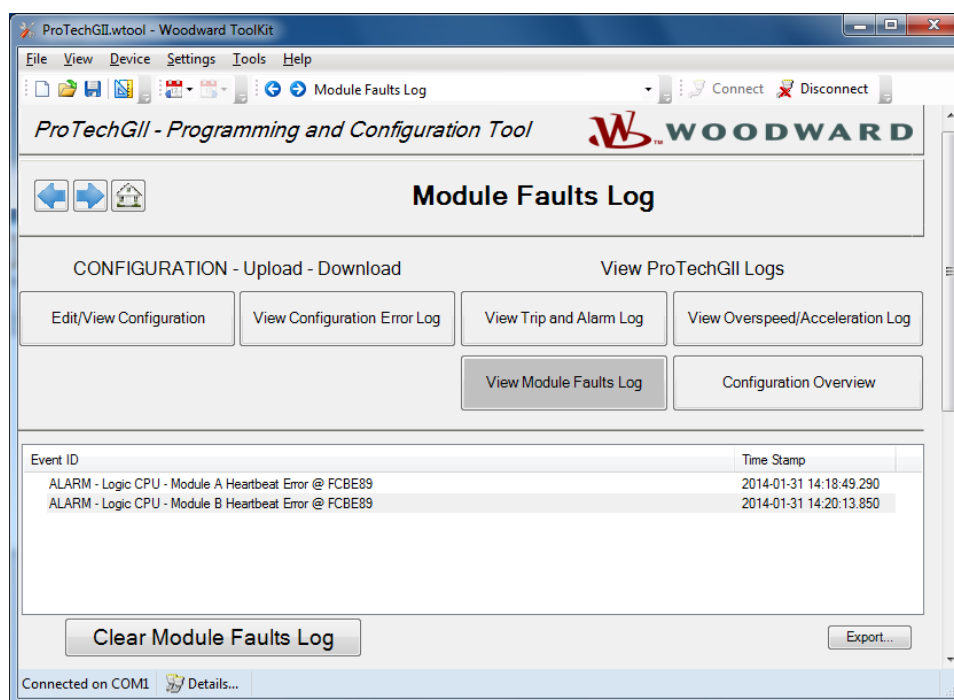 ProTechGII.wtool - Woodward ToolKit
File View Device Settings Tools Help
Module Faults Log Connect Disconnect
ProTechGII - Programming and Configuration Tool WOODWARD
Module Faults Log
CONFIGURATION - Upload - Download View ProTechGII Logs
Edit/View Configuration View Configuration Error Log View Trip and Alarm Log View Overspeed/Acceleration Log
View Module Faults Log Configuration Overview
Event ID Time Stamp
ALARM - Logic CPU - Module A Heartbeat Error @ FCBE89 2014-01-31 14:18:49.290
ALARM - Logic CPU - Module B Heartbeat Error @ FCBE89 2014-01-31 14:20:13.850
Clear Module Faults Log Export...
Connected on COM1 Details...